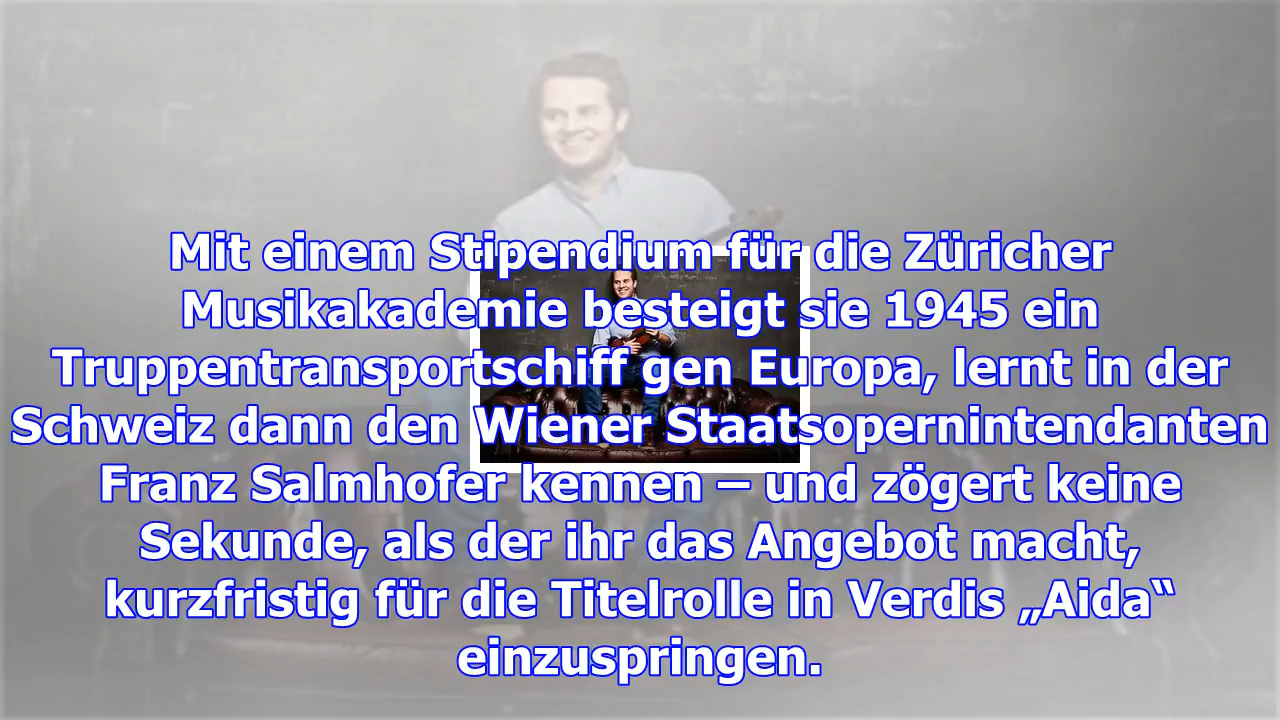 Mit einem Stipendium für die Züricher
Musikakademie besteigt sie 1945 ein
Truppentransportschiff gen Europa, lernt in der
Schweiz dann den Wiener Staatsopernintendanten
Franz Salmhofer kennen – und zögert keine
Sekunde, als der ihr das Angebot macht,
kurzfristig für die Titelrolle in Verdis „Aida“
einzuspringen.